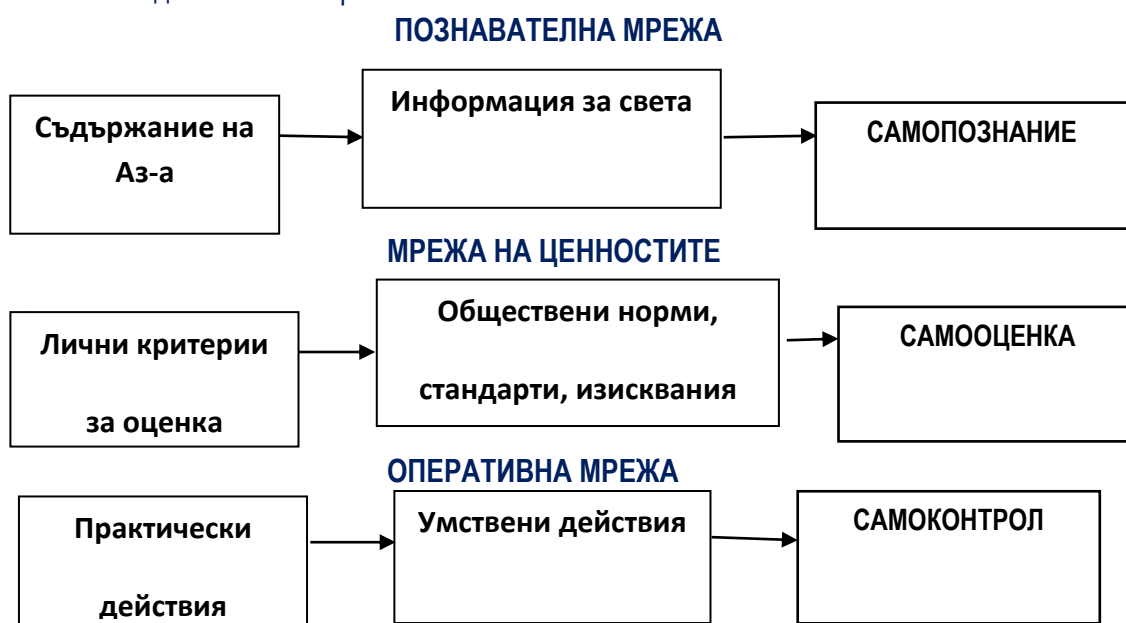 ПОЗНАВАТЕЛНА МРЕЖА
Съдържание на
Аз-а
Информация за света
САМОПОЗНАНИЕ
МРЕЖА НА ЦЕННОСТИТЕ
Лични критерии
за оценка
Обществени норми,
стандарти, изисквания
САМООЦЕНКА
ОПЕРАТИВНА МРЕЖА
Практически
действия
Умствени действия
САМОКОНТРОЛ